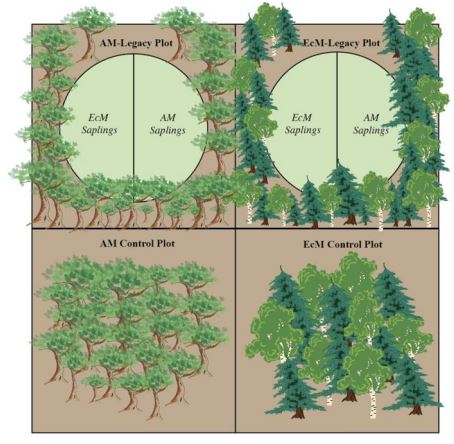 AM-Legacy Plot
EcM-Legacy Plot
EcM
Saplings
AM
Saplings
EcM
Saplings
AM
Saplings
AM Control Plot
EcM Control Plot